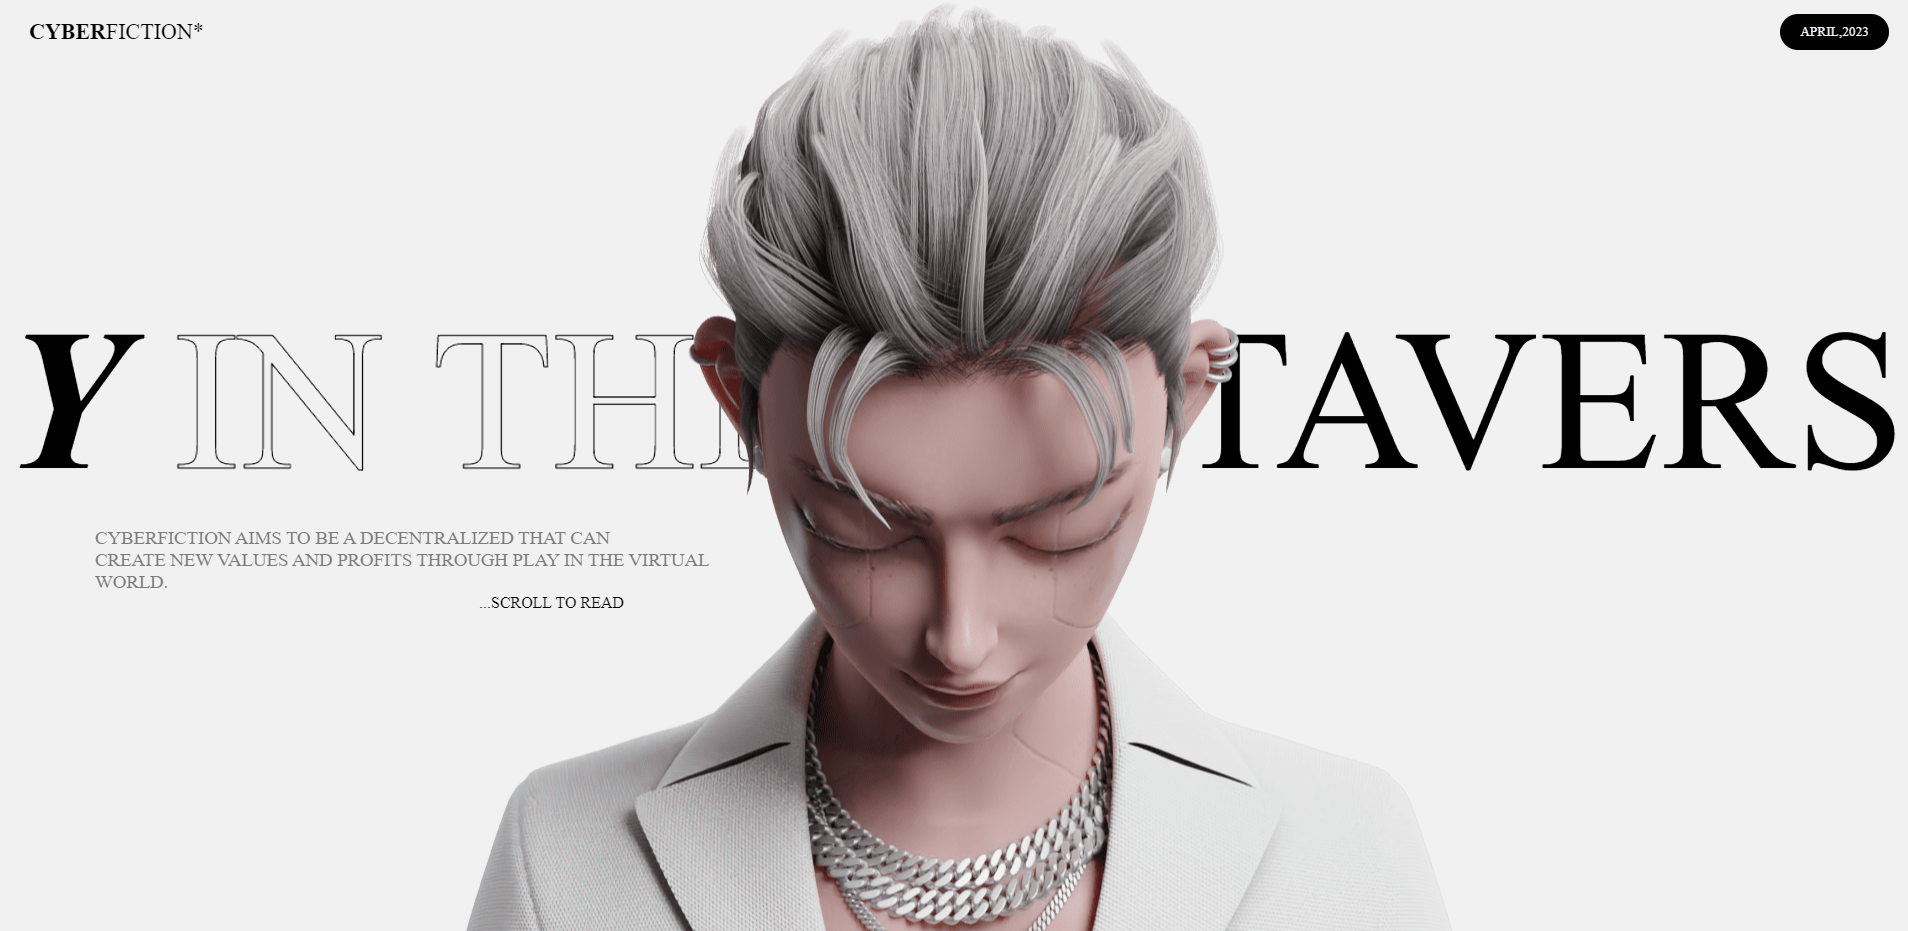 CYBERFICTION*
APRIL,2023
Y IN TH TAVERS
CYBERFICTION AIMS TO BE A DECENTRALIZED THAT CAN
CREATE NEW VALUES AND PROFITS THROUGH PLAY IN THE VIRTUAL
WORLD.
...SCROLL TO READ